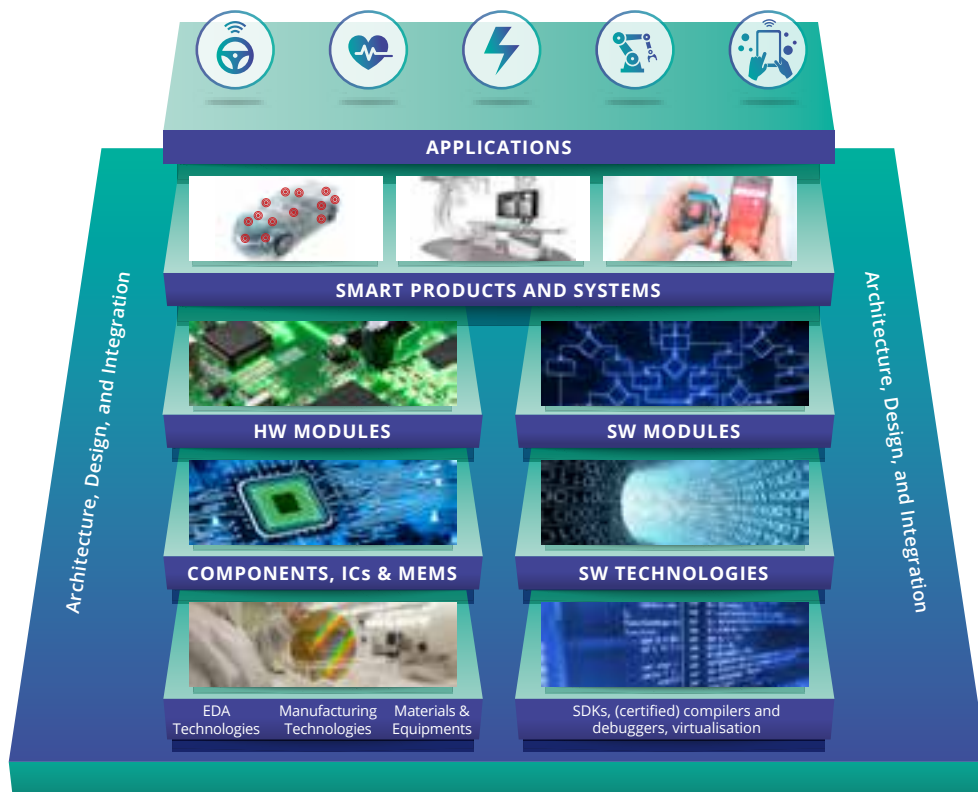 APPLICATIONS
SMART PRODUCTS AND SYSTEMS
Architecture, Design, and Integration
Architecture, Design, and Integration
HW MODULES
SW MODULES
COMPONENTS, ICs & MEMS
SW TECHNOLOGIES
EDA
Technologies
Manufacturing
Technologies
Materials &
Equipments
SDKs, (certified) compilers and
debuggers, virtualisation